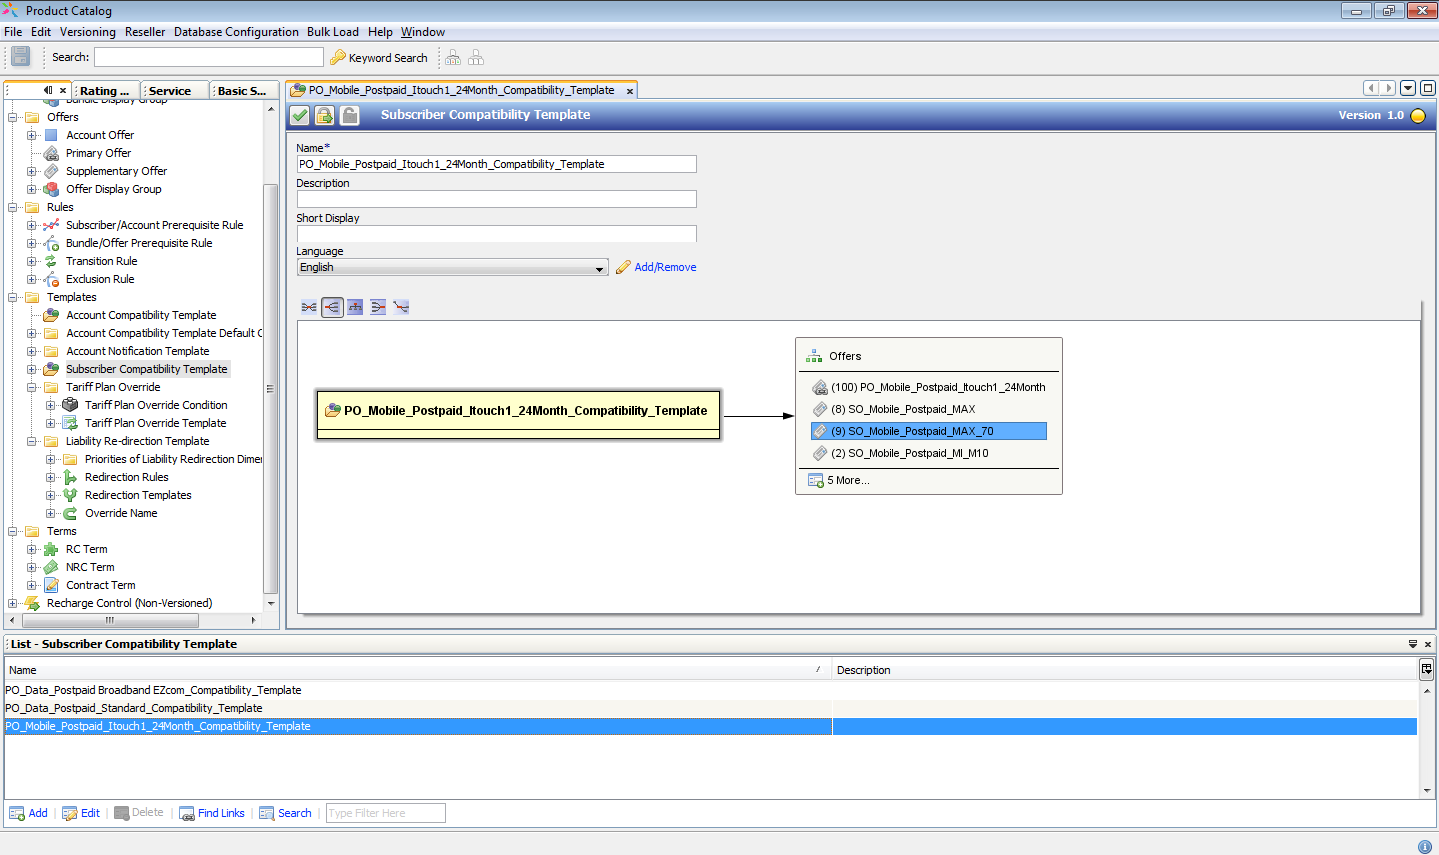 Product Catalog
File Edit Versioning Reseller Database Configuration Bulk Load Help Window
Search: Keyword Search
Rating ... Service Basic S...
Bundle Display Group
Offers
Account Offer
Primary Offer
Supplementary Offer
Offer Display Group
Rules
Subscriber/Account Prerequisite Rule
Bundle/Offer Prerequisite Rule
Transition Rule
Exclusion Rule
Templates
Account Compatibility Template
Account Compatibility Template Default C
Account Notification Template
Subscriber Compatibility Template
Tariff Plan Override
Tariff Plan Override Condition
Tariff Plan Override Template
Liability Re-direction Template
Priorities of Liability Redirection Dimen
Redirection Rules
Redirection Templates
Override Name
Terms
RC Term
NRC Term
Contract Term
Recharge Control (Non-Versioned)
PO_Mobile_Postpaid_Itouch1_24Month_Compatibility_Template
Subscriber Compatibility Template Version 1.0
Name*
PO_Mobile_Postpaid_Itouch1_24Month_Compatibility_Template
Description
Short Display
Language
English Add/Remove
PO_Mobile_Postpaid_Itouch1_24Month_Compatibility_Template
Offers
(100) PO_Mobile_Postpaid_Itouch1_24Month
(8) SO_Mobile_Postpaid_MAX
(9) SO_Mobile_Postpaid_MAX_70
(2) SO_Mobile_Postpaid_MI_M10
5 More...
List - Subscriber Compatibility Template
Name Description
PO_Data_Postpaid Broadband EZcom_Compatibility_Template
PO_Data_Postpaid_Standard_Compatibility_Template
PO_Mobile_Postpaid_Itouch1_24Month_Compatibility_Template
Add Edit Delete Find Links Search Type Filter Here